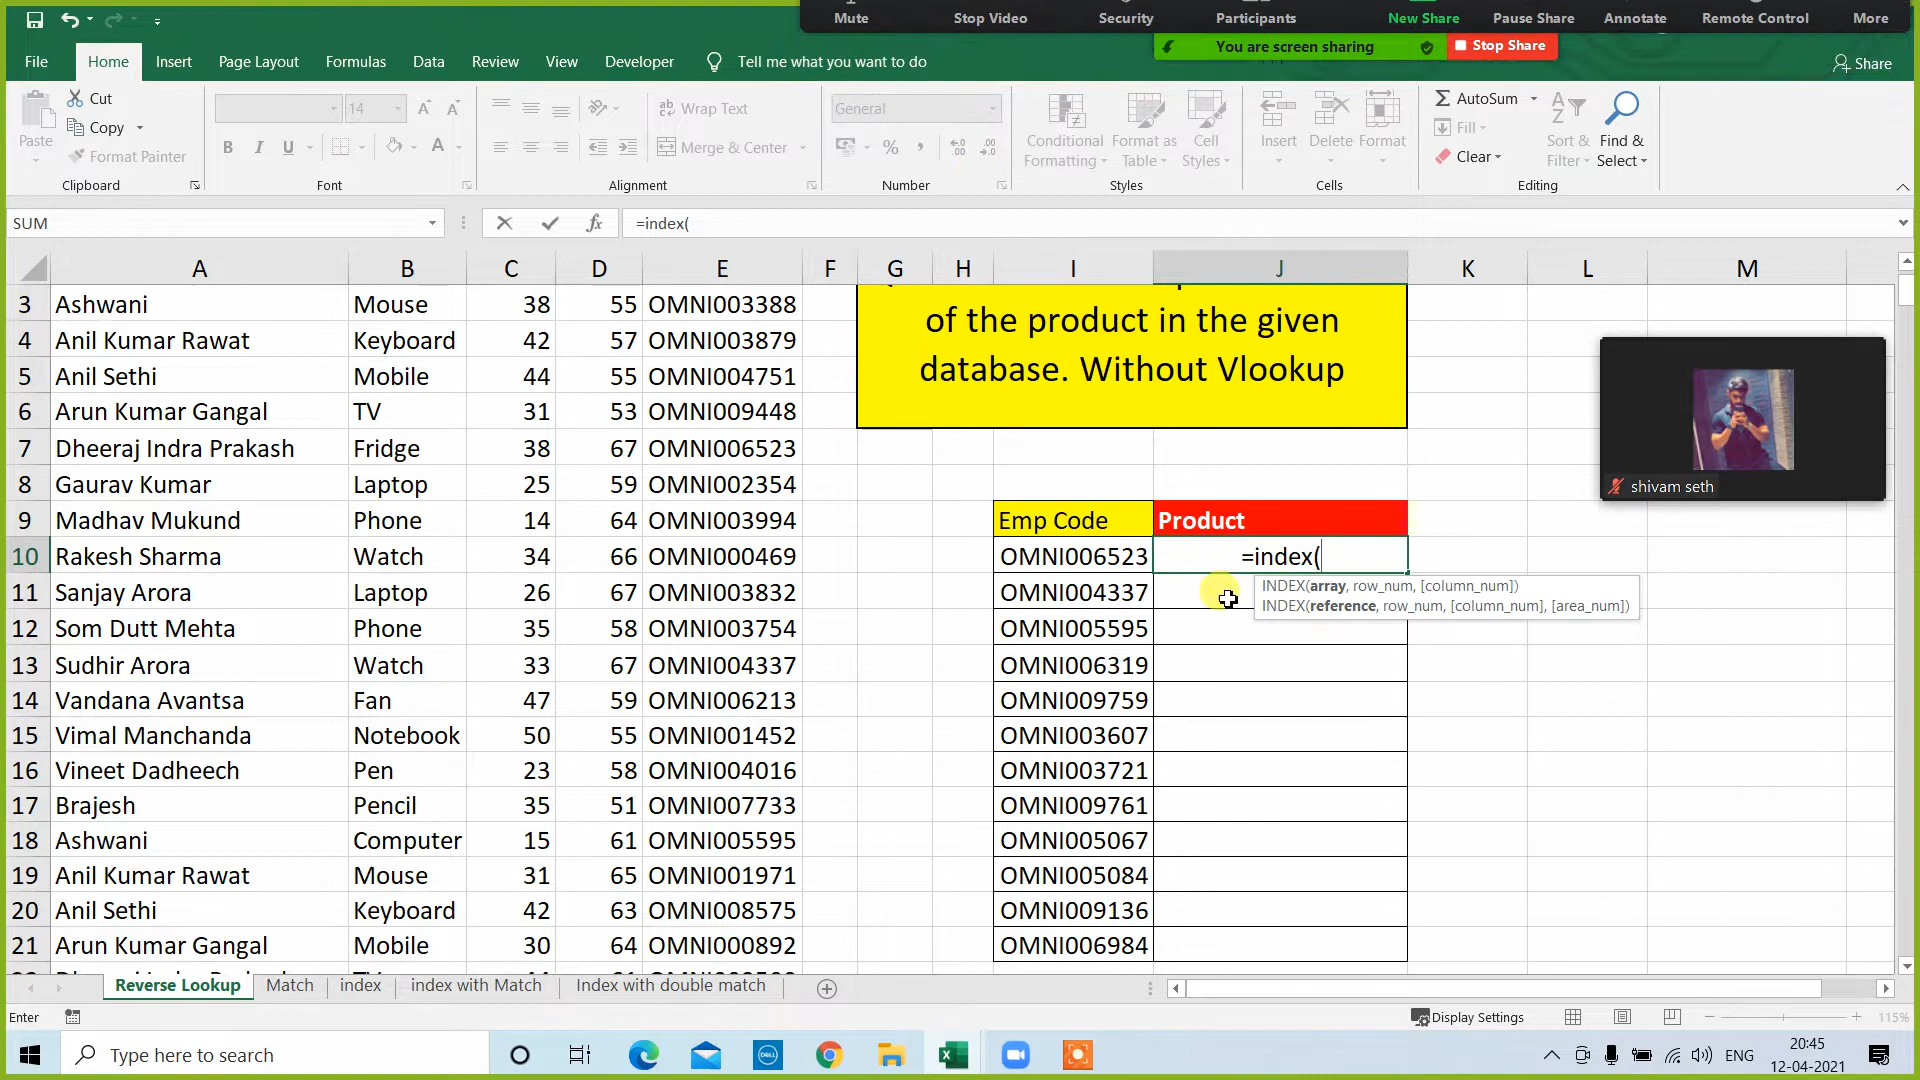 Mute Stop Video Security Participants New Share Pause Share Annotate Remote Control More
You are screen sharing Stop Share
File Home Insert Page Layout Formulas Data Review View Developer Tell me what you want to do Share
Paste Cut Copy Format Painter
14
Wrap Text
Merge & Center
General
Conditional Formatting Format as Table Cell Styles
Insert Delete Format
AutoSum Fill Clear Sort & Filter Find & Select
Clipboard Font Alignment Number Styles Cells Editing
SUM =index(
A B C D E F G H I J K L M
of the product in the given
database. Without Vlookup
3 Ashwani Mouse 38 55 OMNI003388
4 Anil Kumar Rawat Keyboard 42 57 OMNI003879
5 Anil Sethi Mobile 44 55 OMNI004751
6 Arun Kumar Gangal TV 31 53 OMNI009448
7 Dheeraj Indra Prakash Fridge 38 67 OMNI006523
8 Gaurav Kumar Laptop 25 59 OMNI002354
9 Madhav Mukund Phone 14 64 OMNI003994 Emp Code Product
10 Rakesh Sharma Watch 34 66 OMNI000469 OMNI006523 =index(
INDEX(array, row_num, [column_num])
INDEX(reference, row_num, [column_num], [area_num])
11 Sanjay Arora Laptop 26 67 OMNI003832 OMNI004337
12 Som Dutt Mehta Phone 35 58 OMNI003754 OMNI005595
13 Sudhir Arora Watch 33 67 OMNI004337 OMNI006319
14 Vandana Avantsa Fan 47 59 OMNI006213 OMNI009759
15 Vimal Manchanda Notebook 50 55 OMNI001452 OMNI003607
16 Vineet Dadheech Pen 23 58 OMNI004016 OMNI003721
17 Brajesh Pencil 35 51 OMNI007733 OMNI009761
18 Ashwani Computer 15 61 OMNI005595 OMNI005067
19 Anil Kumar Rawat Mouse 31 65 OMNI001971 OMNI005084
20 Anil Sethi Keyboard 42 63 OMNI008575 OMNI009136
21 Arun Kumar Gangal Mobile 30 64 OMNI000892 OMNI006984
shivam seth
Reverse Lookup Match index index with Match Index with double match
Enter Display Settings 115%
Type here to search DELL ENG 20:45
12-04-2021